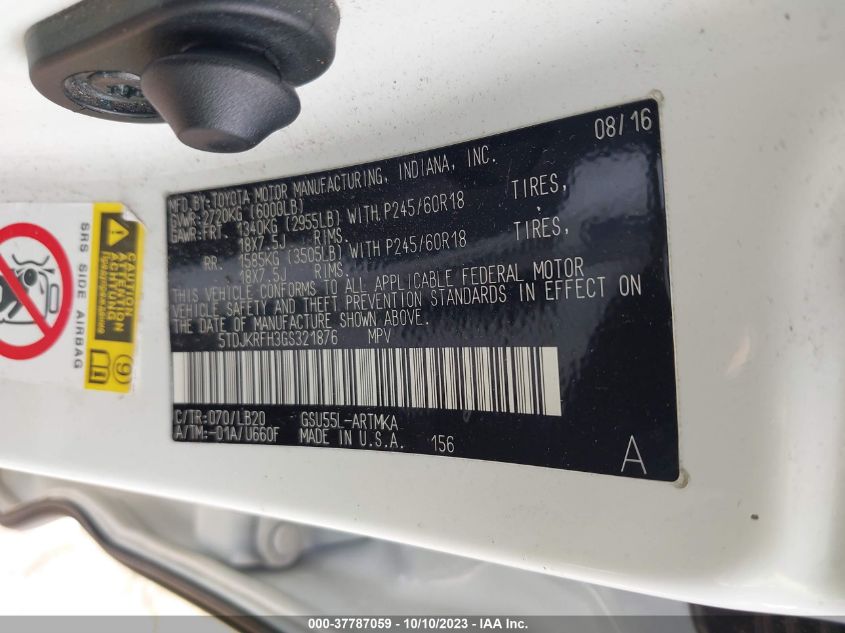 08/16
MFD.BY:TOYOTA MOTOR MANUFACTURING, INDIANA, INC.
GVWR:2720KG (6000LB)
GAWR:FRT 1340KG (2955LB) WITH P245/60R18 TIRES,
18X7.5J RIMS.
RR. 1585KG (3505LB) WITH P245/60R18 TIRES,
18X7.5J RIMS.
THIS VEHICLE CONFORMS TO ALL APPLICABLE FEDERAL MOTOR
VEHICLE SAFETY AND THEFT PREVENTION STANDARDS IN EFFECT ON
THE DATE OF MANUFACTURE SHOWN ABOVE.
5TDJKRFH3GS321876 MPV
C/TR:070/LB20 GSU55L-ARTMKA
A/TM:-01A/U660F MADE IN U.S.A. 156
A
SRS SIDE AIRBAG
CAUTION
ATTENTION
ACHTUNG
Предупреждение
9
000-37787059 - 10/10/2023 - IAA Inc.